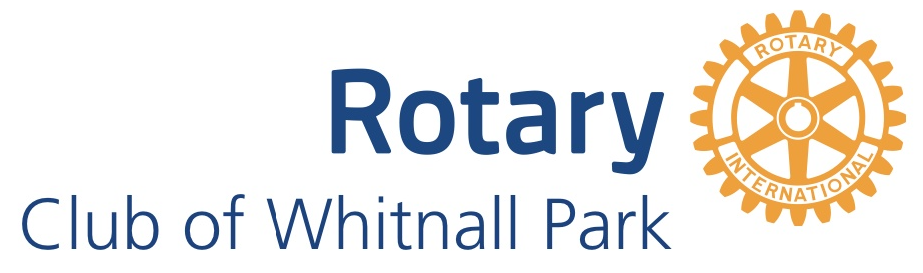 Rotary
Club of Whitnall Park
ROTARY
INTERNATIONAL